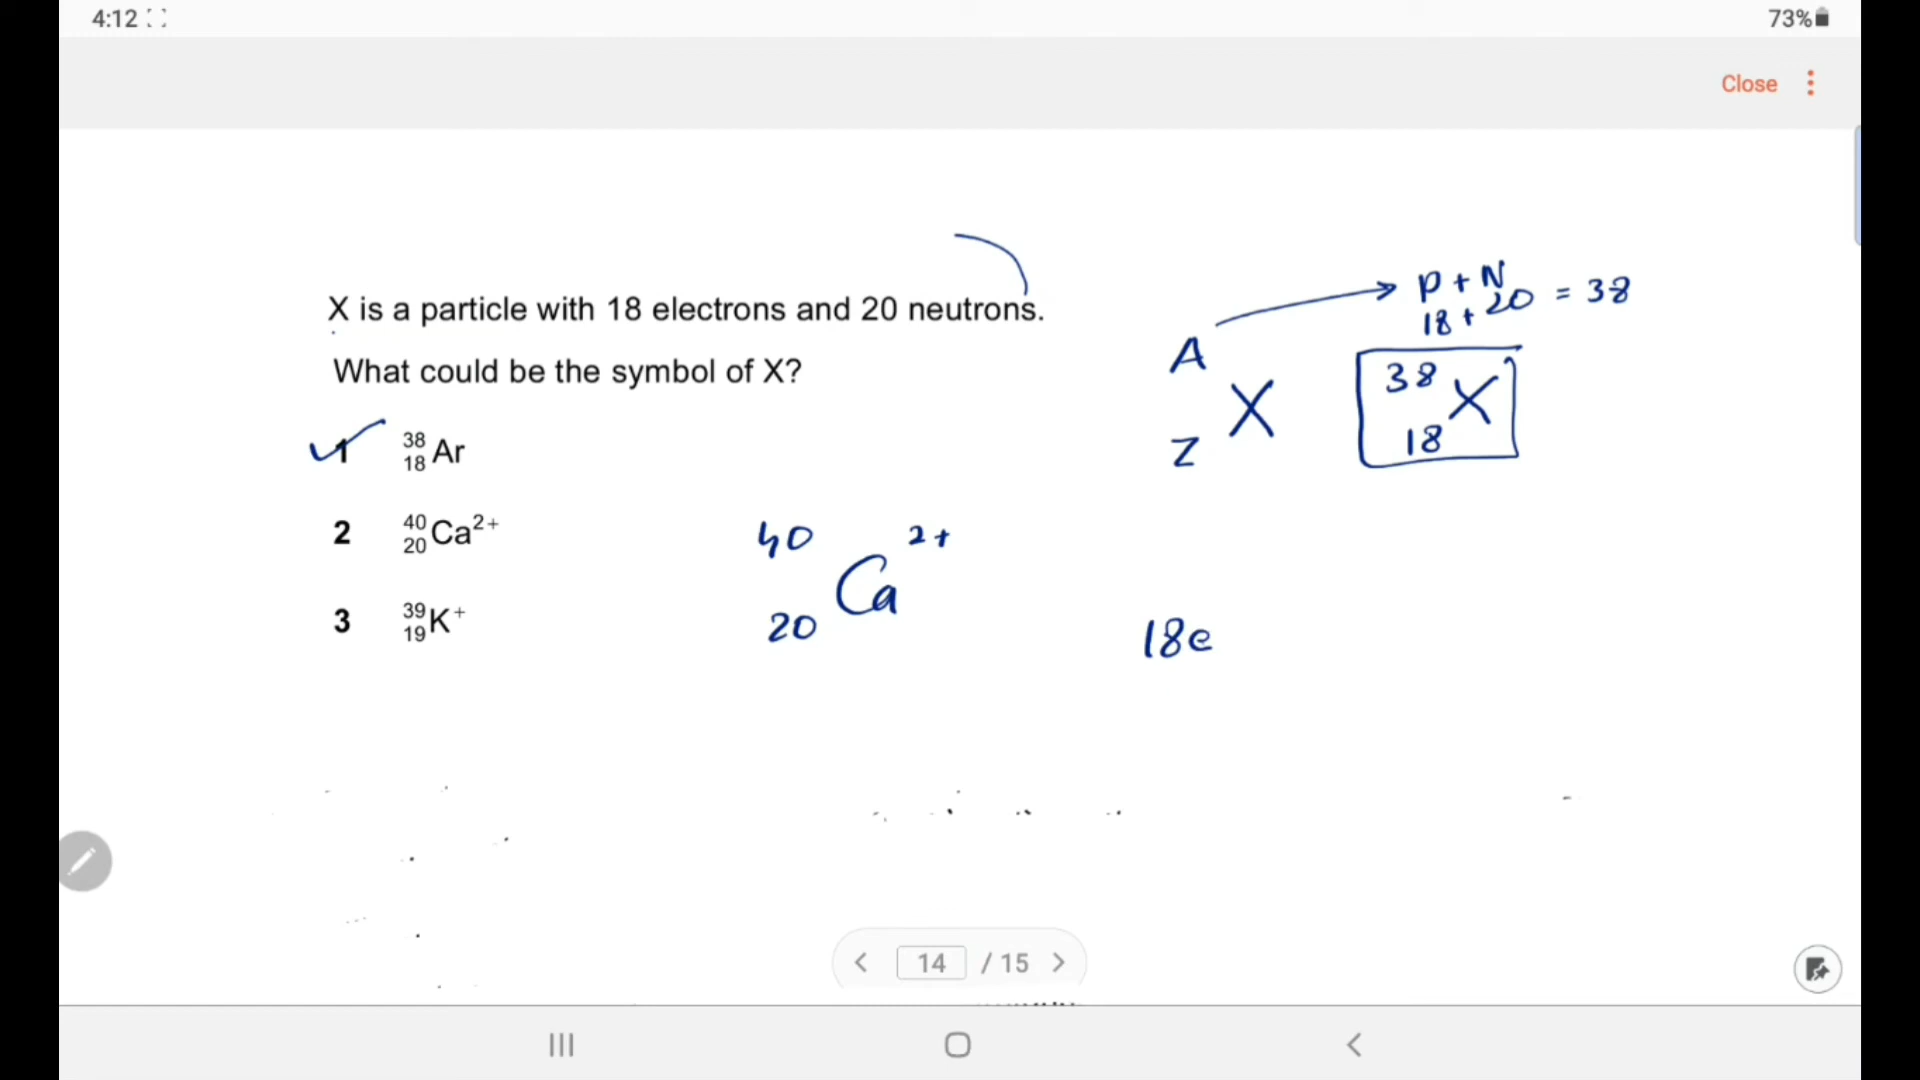 4:12
73%
Close
X is a particle with 18 electrons and 20 neutrons.
What could be the symbol of X?
1 38 18 Ar
2 40 20 Ca2+
3 39 19 K+
A Z X
P + N
18 + 20 = 38
38 18 X
40 20 Ca 2+
18e
14 / 15